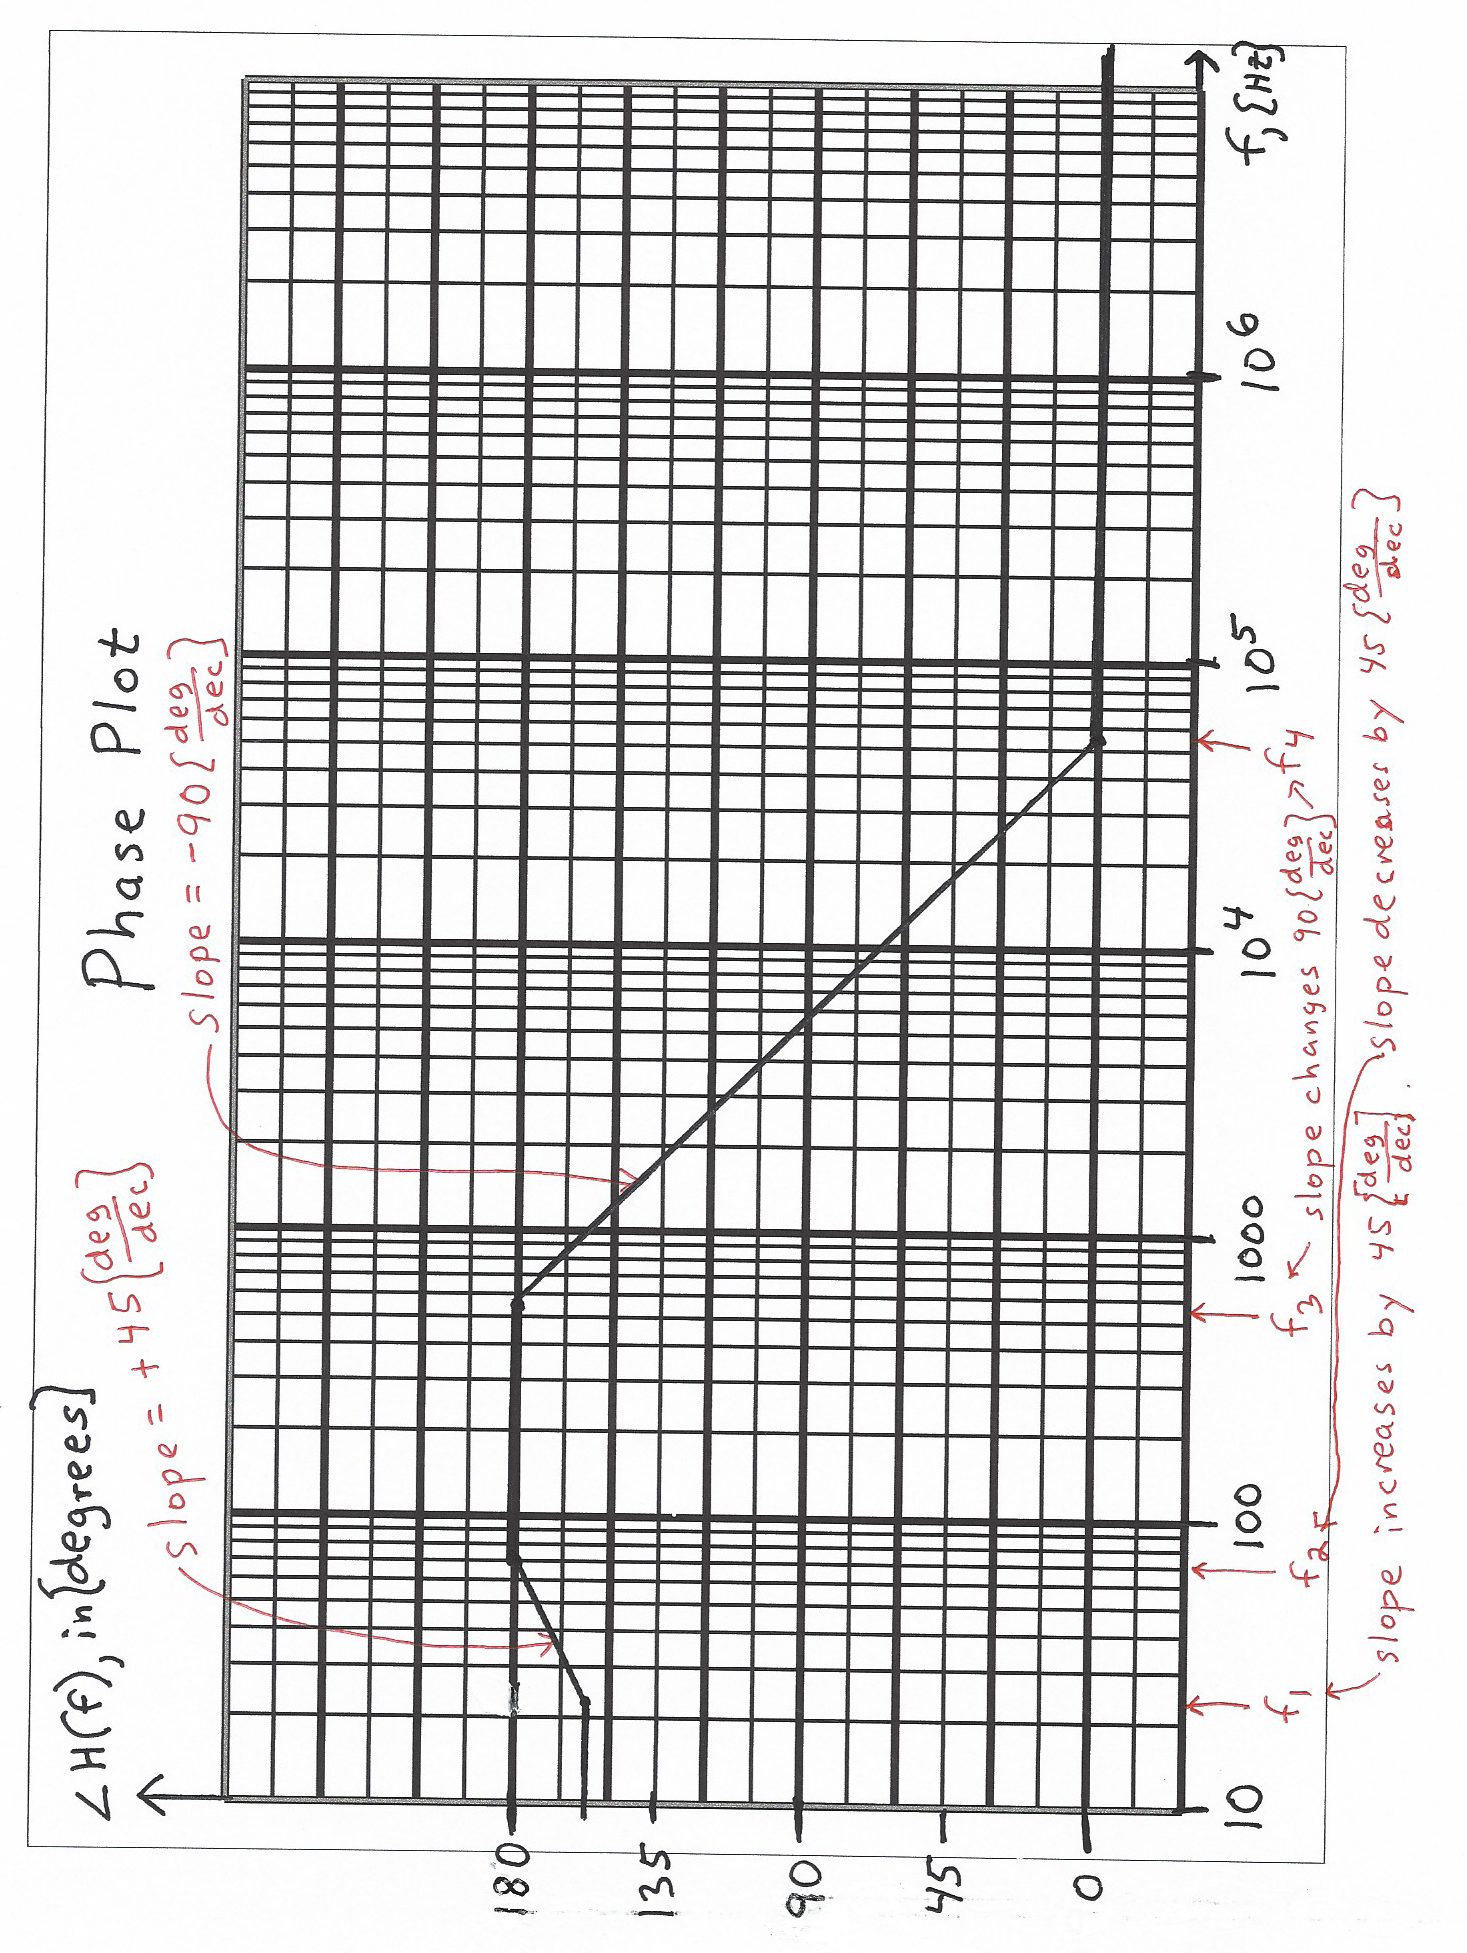 Phase Plot
∠H(f), in [degrees]
slope = +45 [deg/dec]
slope = -90 [deg/dec]
180
135
90
45
0
10
100
1000
10^4
10^5
10^6
f, [Hz]
f1
f2
f3
f4
slope changes 90 [deg/dec]
slope increases by 45 [deg/dec].
slope decreases by 45 [deg/dec]